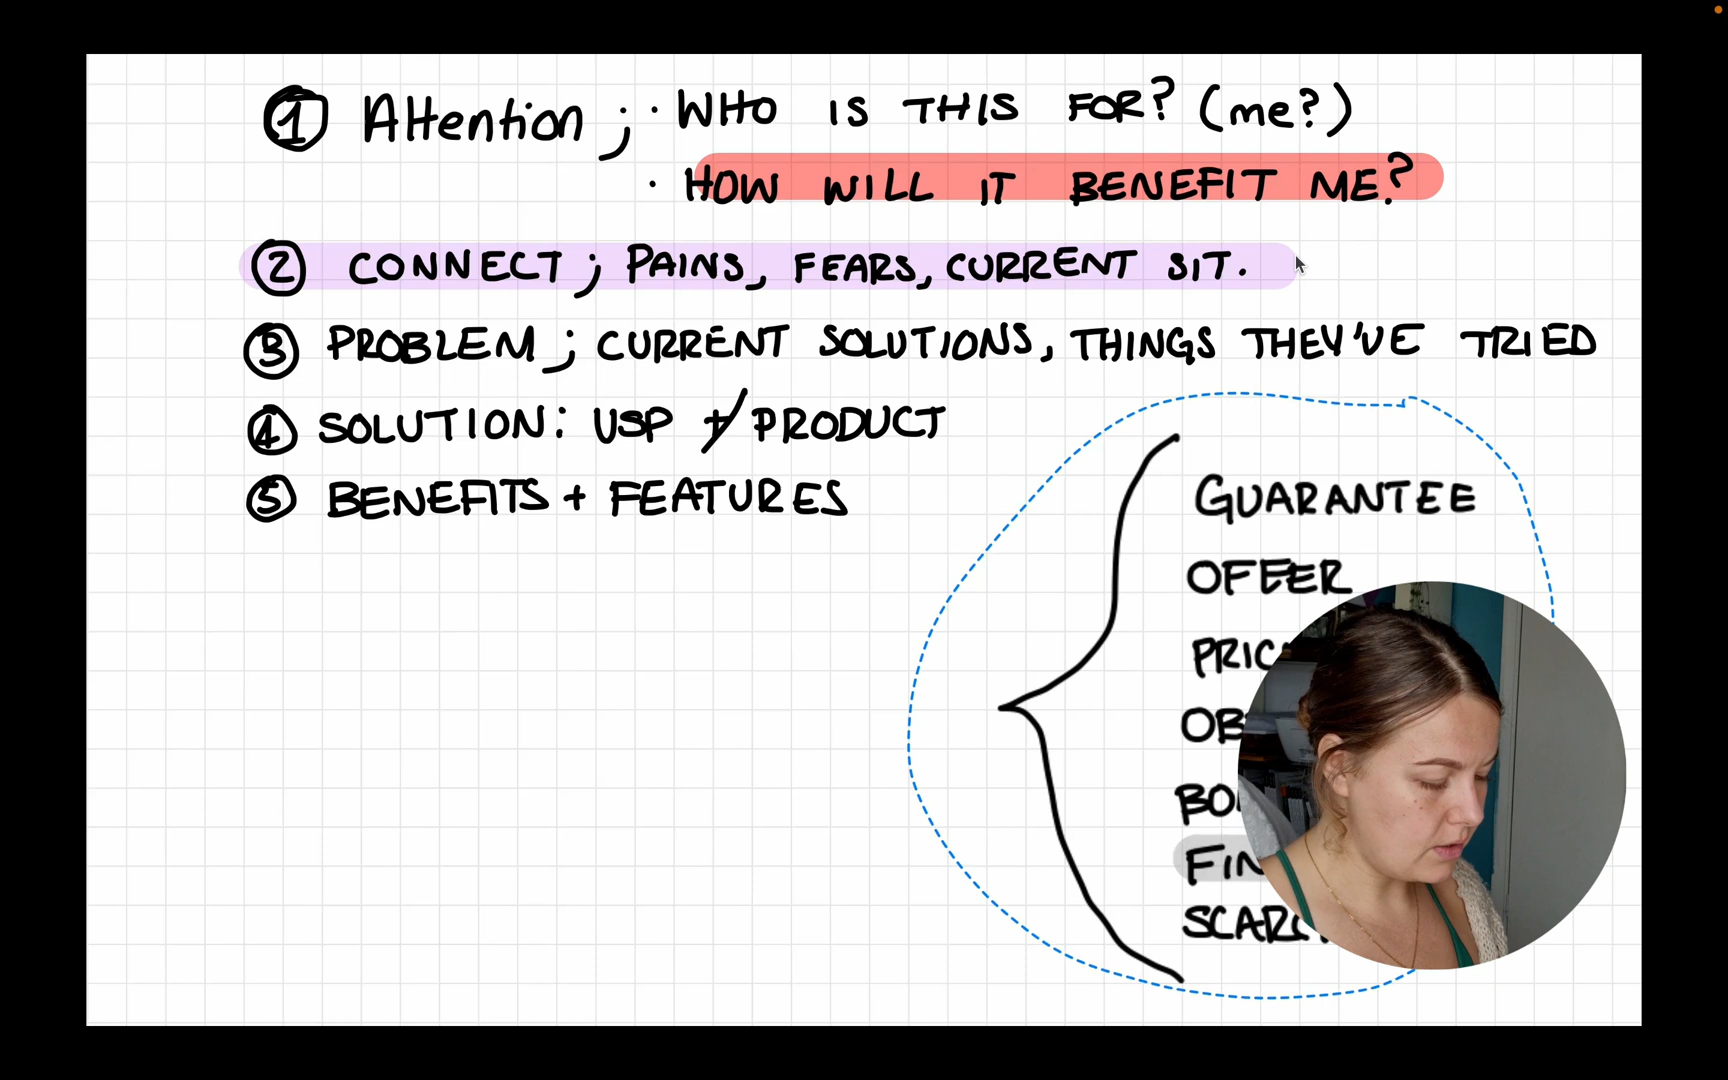 1 Attention ; · WHO IS THIS FOR? (me?)
· HOW WILL IT BENEFIT ME?
2 CONNECT ; PAINS, FEARS, CURRENT SIT.
3 PROBLEM ; CURRENT SOLUTIONS, THINGS THEY'VE TRIED
4 SOLUTION: USP +/ PRODUCT
5 BENEFITS + FEATURES
GUARANTEE
OFFER